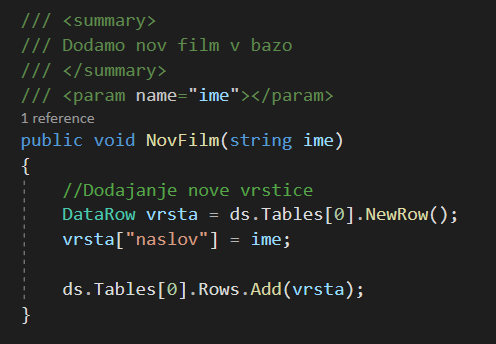 /// <summary>
/// Dodamo nov film v bazo
/// </summary>
/// <param name="ime"></param>
1 reference
public void NovFilm(string ime)
{
//Dodajanje nove vrstice
DataRow vrsta = ds.Tables[0].NewRow();
vrsta["naslov"] = ime;
ds.Tables[0].Rows.Add(vrsta);
}